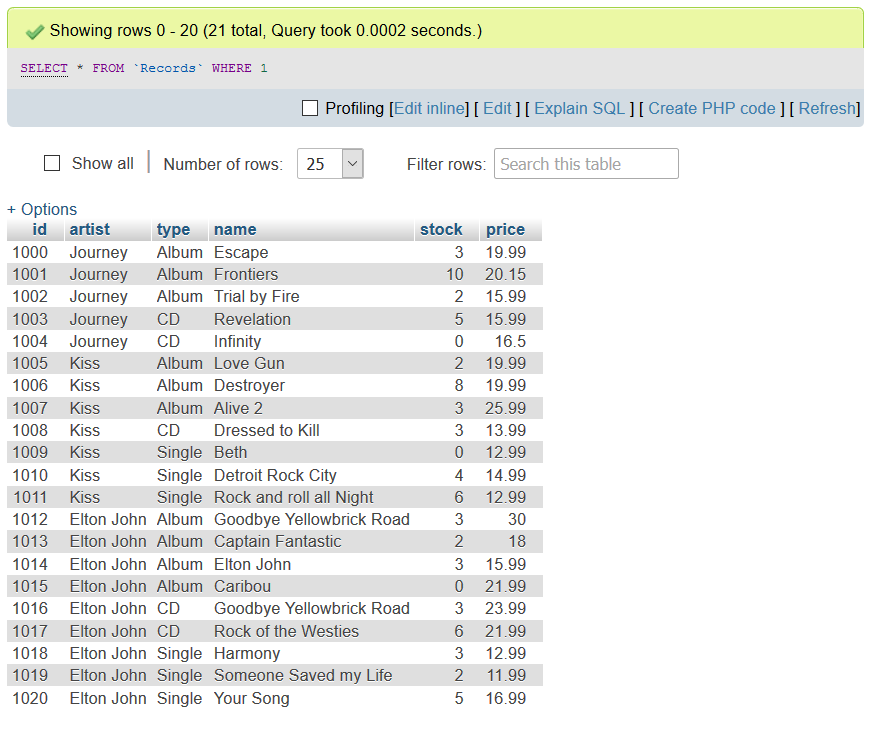 Showing rows 0 - 20 (21 total, Query took 0.0002 seconds.)
SELECT * FROM `Records` WHERE 1
Profiling [Edit inline] [ Edit ] [ Explain SQL ] [ Create PHP code ] [ Refresh]
Show all | Number of rows: 25 Filter rows: Search this table
+ Options
id artist type name stock price
1000 Journey Album Escape 3 19.99
1001 Journey Album Frontiers 10 20.15
1002 Journey Album Trial by Fire 2 15.99
1003 Journey CD Revelation 5 15.99
1004 Journey CD Infinity 0 16.5
1005 Kiss Album Love Gun 2 19.99
1006 Kiss Album Destroyer 8 19.99
1007 Kiss Album Alive 2 3 25.99
1008 Kiss CD Dressed to Kill 3 13.99
1009 Kiss Single Beth 0 12.99
1010 Kiss Single Detroit Rock City 4 14.99
1011 Kiss Single Rock and roll all Night 6 12.99
1012 Elton John Album Goodbye Yellowbrick Road 3 30
1013 Elton John Album Captain Fantastic 2 18
1014 Elton John Album Elton John 3 15.99
1015 Elton John Album Caribou 0 21.99
1016 Elton John CD Goodbye Yellowbrick Road 3 23.99
1017 Elton John CD Rock of the Westies 6 21.99
1018 Elton John Single Harmony 3 12.99
1019 Elton John Single Someone Saved my Life 2 11.99
1020 Elton John Single Your Song 5 16.99